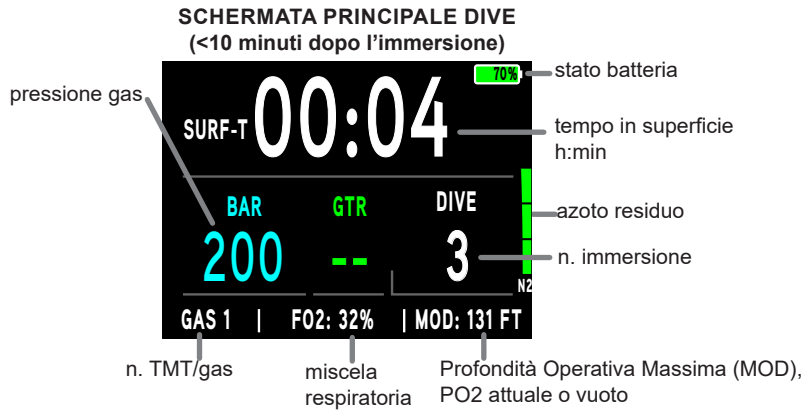 SCHERMATA PRINCIPALE DIVE
(<10 minuti dopo l'immersione)
70%
stato batteria
pressione gas
SURF-T 00:04
tempo in superficie
h:min
BAR GTR DIVE
azoto residuo
200 -- 3
n. immersione
N2
GAS 1 | FO2: 32% | MOD: 131 FT
n. TMT/gas
miscela
respiratoria
Profondità Operativa Massima (MOD),
PO2 attuale o vuoto